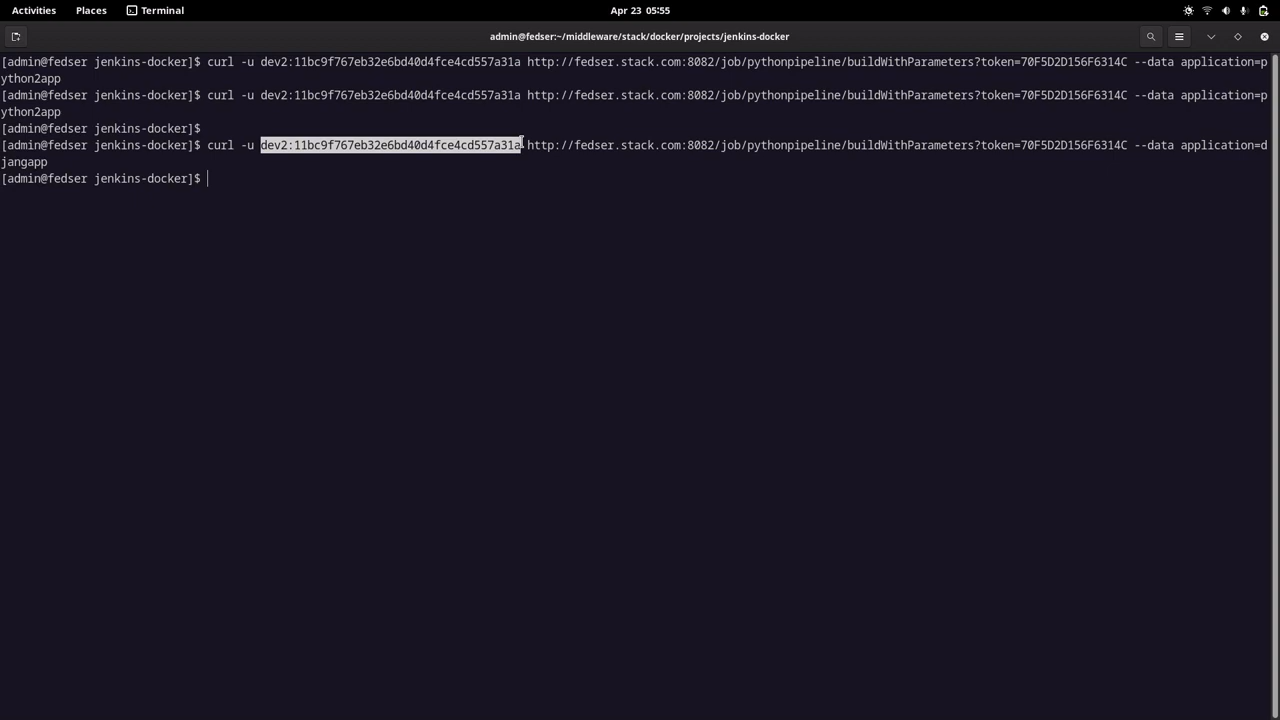 Activities Places Terminal Apr 23 05:55
admin@fedser:~/middleware/stack/docker/projects/jenkins-docker
[admin@fedser jenkins-docker]$ curl -u dev2:11bc9f767eb32e6bd40d4fce4cd557a31a http://fedser.stack.com:8082/job/pythonpipeline/buildWithParameters?token=70F5D2D156F6314C --data application=p
ython2app
[admin@fedser jenkins-docker]$ curl -u dev2:11bc9f767eb32e6bd40d4fce4cd557a31a http://fedser.stack.com:8082/job/pythonpipeline/buildWithParameters?token=70F5D2D156F6314C --data application=p
ython2app
[admin@fedser jenkins-docker]$
[admin@fedser jenkins-docker]$ curl -u dev2:11bc9f767eb32e6bd40d4fce4cd557a31a http://fedser.stack.com:8082/job/pythonpipeline/buildWithParameters?token=70F5D2D156F6314C --data application=d
jangapp
[admin@fedser jenkins-docker]$